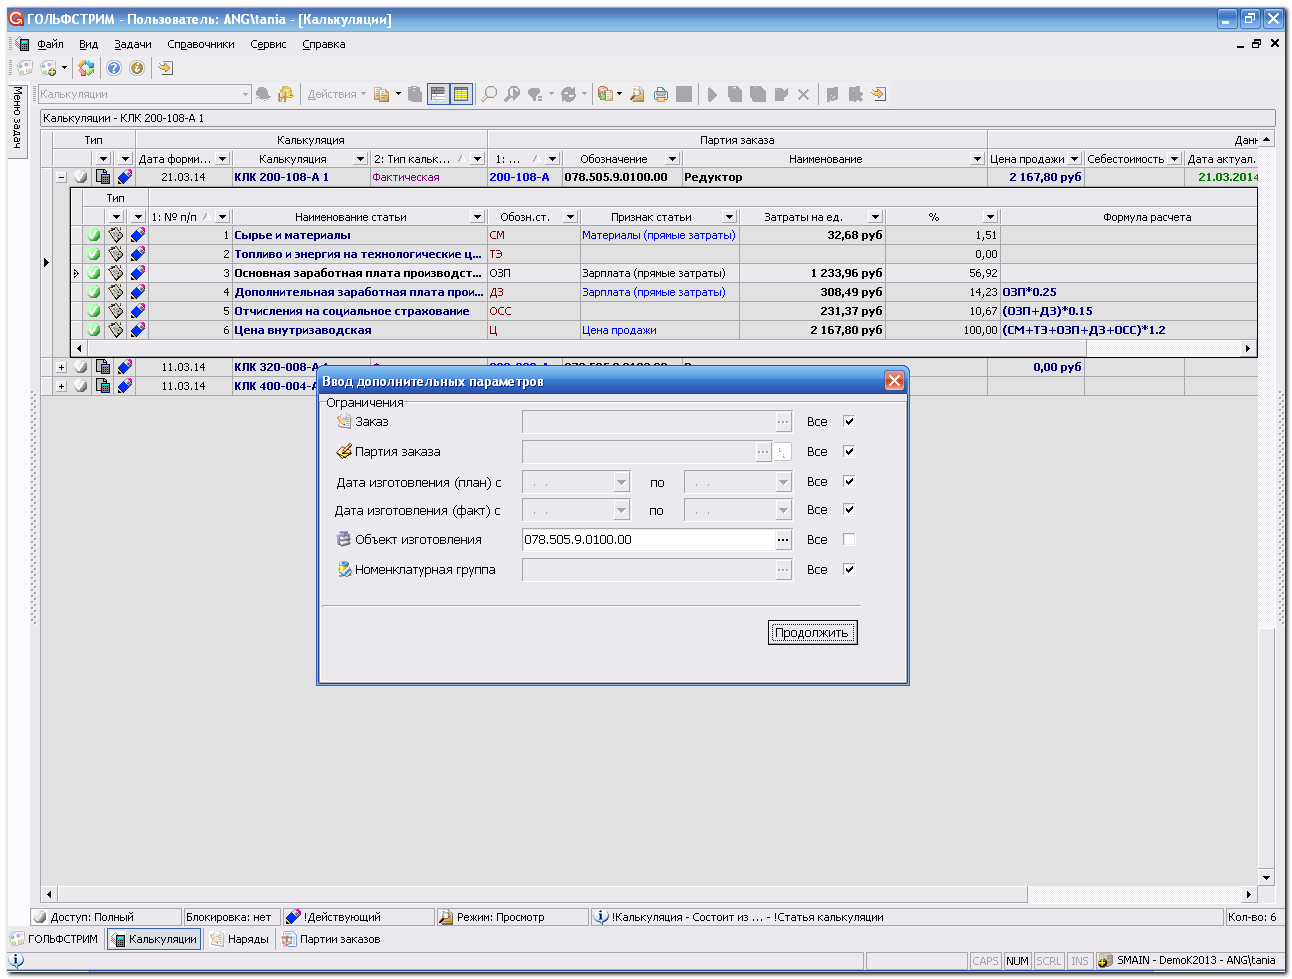 ГОЛЬФСТРИМ - Пользователь: ANG\tania - [Калькуляции]
Файл Вид Задачи Справочники Сервис Справка
Меню задач
Калькуляции Действия
Калькуляции - КЛК 200-108-А 1
Тип Калькуляция Партия заказа Данн
Дата форми... Калькуляция 2: Тип кальк... 1: ... Обозначение Наименование Цена продажи Себестоимость Дата актуал.
21.03.14 КЛК 200-108-А 1 Фактическая 200-108-А 078.505.9.0100.00 Редуктор 2 167,80 руб 21.03.2014
Тип
1: № п/п Наименование статьи Обозн.ст. Признак статьи Затраты на ед. % Формула расчета
1 Сырье и материалы СМ Материалы (прямые затраты) 32,68 руб 1,51
2 Топливо и энергия на технологические ц... ТЭ 0,00
3 Основная заработная плата производст... ОЗП Зарплата (прямые затраты) 1 233,96 руб 56,92
4 Дополнительная заработная плата прои... ДЗ Зарплата (прямые затраты) 308,49 руб 14,23 ОЗП*0.25
5 Отчисления на социальное страхование ОСС 231,37 руб 10,67 (ОЗП+ДЗ)*0.15
6 Цена внутризаводская Ц Цена продажи 2 167,80 руб 100,00 (СМ+ТЭ+ОЗП+ДЗ+ОСС)*1.2
11.03.14 КЛК 320-008-А 1 0,00 руб
11.03.14 КЛК 400-004-А
Ввод дополнительных параметров
Ограничения
Заказ Все
Партия заказа Все
Дата изготовления (план) с по Все
Дата изготовления (факт) с по Все
Объект изготовления 078.505.9.0100.00 Все
Номенклатурная группа Все
Продолжить
Доступ: Полный Блокировка: нет !Действующий Режим: Просмотр !Калькуляция - Состоит из ... - !Статья калькуляции Кол-во: 6
ГОЛЬФСТРИМ Калькуляции Наряды Партии заказов
CAPS NUM SCRL INS SMAIN - DemoK2013 - ANG\tania